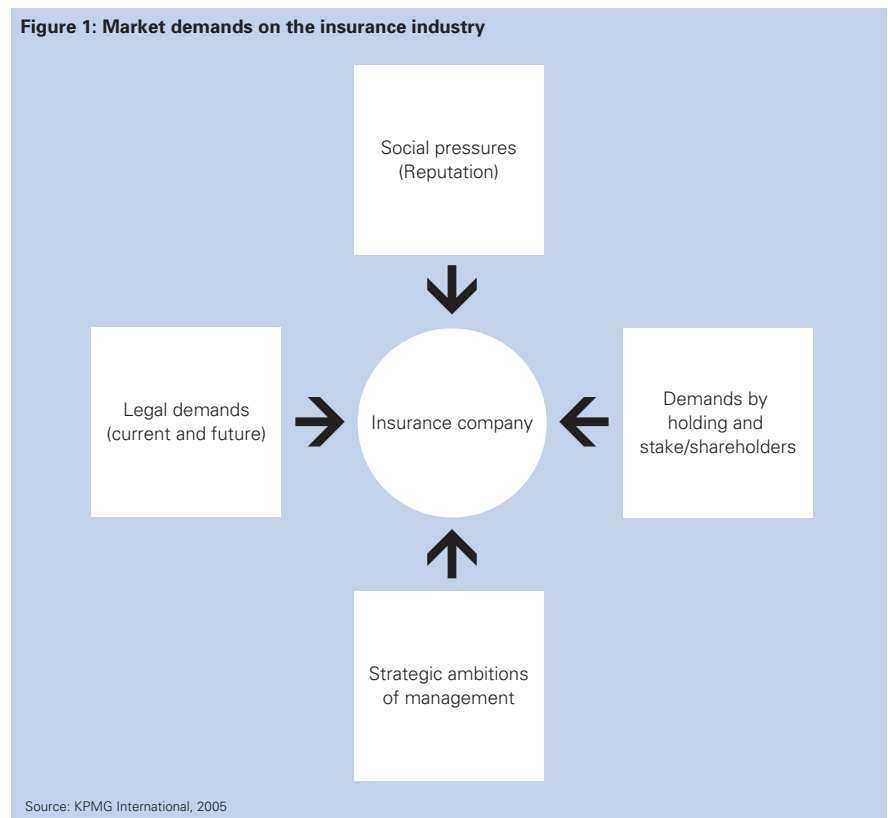 Figure 1: Market demands on the insurance industry
Social pressures
(Reputation)
Legal demands
(current and future)
Insurance company
Demands by
holding and
stake/shareholders
Strategic ambitions
of management
Source: KPMG International, 2005